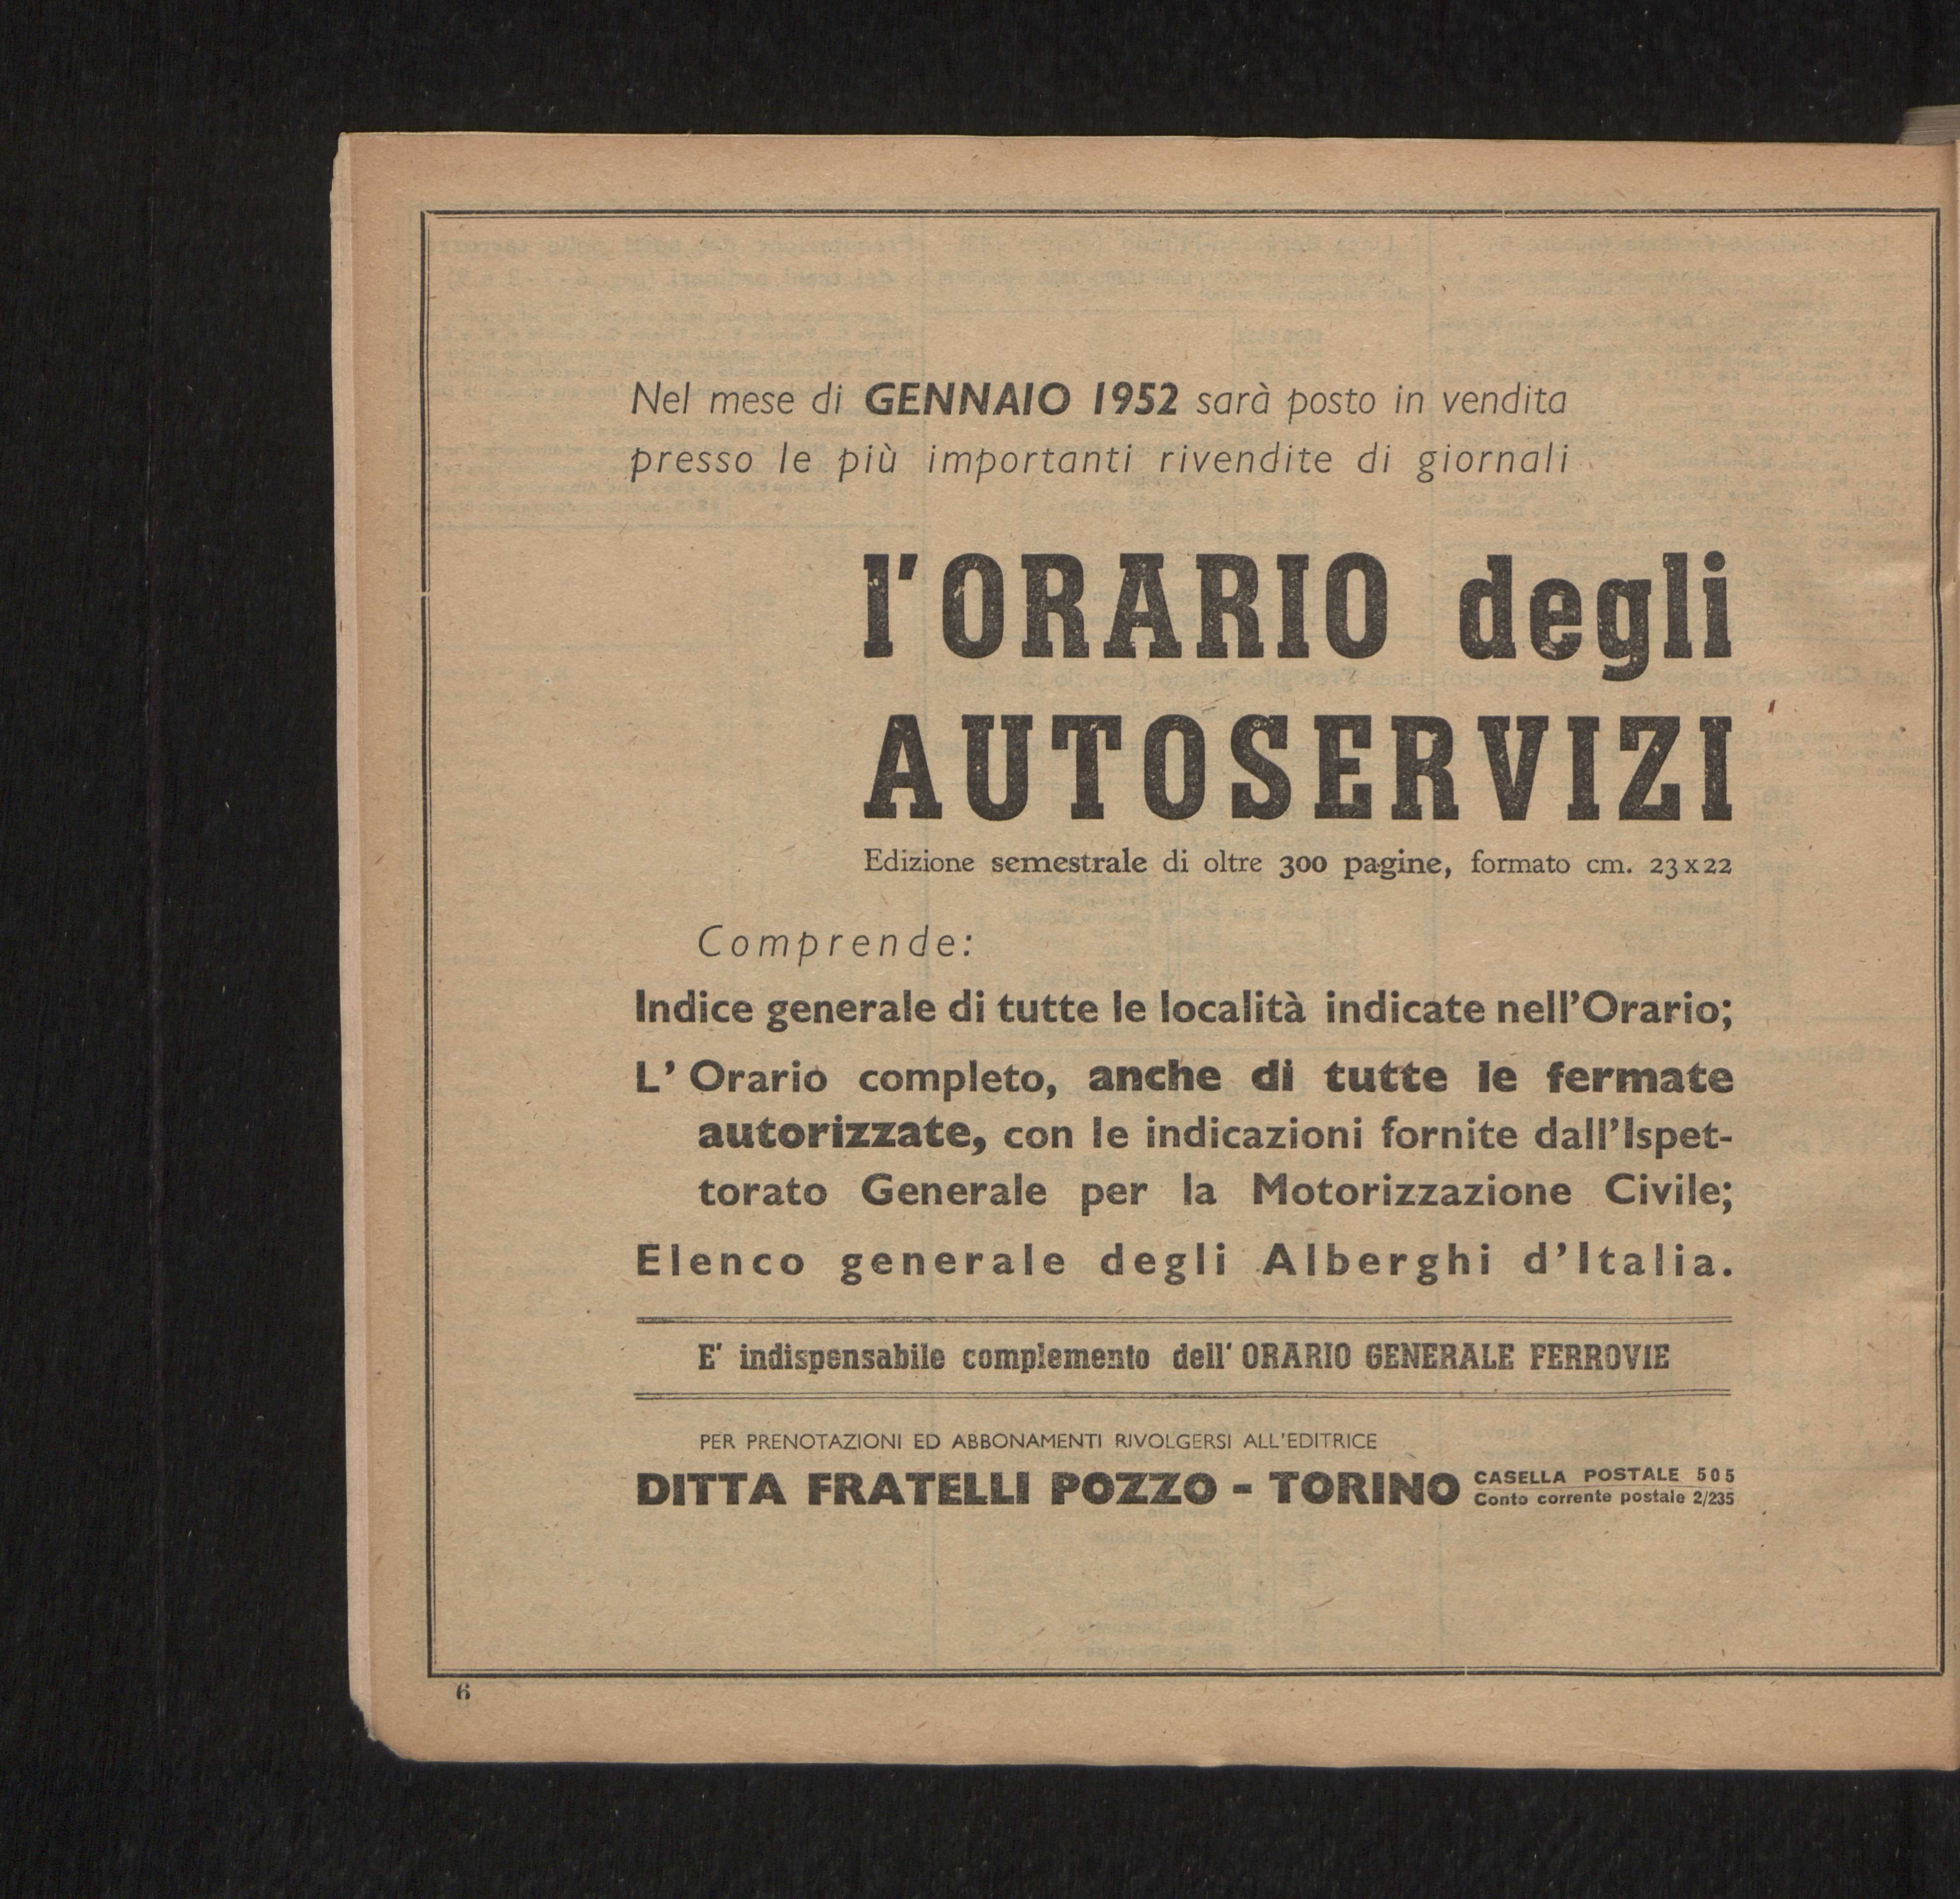 Nel mese di GENNAIO 1952 sarà posto in vendita
presso le più importanti rivendite di giornali
l'ORARIO degli
AUTOSERVIZI
Edizione semestrale di oltre 300 pagine, formato cm. 23x22
Comprende:
Indice generale di tutte le località indicate nell'Orario;
L' Orario completo, anche di tutte le fermate
autorizzate, con le indicazioni fornite dall'Ispet-
torato Generale per la Motorizzazione Civile;
Elenco generale degli Alberghi d'Italia.
E' indispensabile complemento dell' ORARIO GENERALE FERROVIE
PER PRENOTAZIONI ED ABBONAMENTI RIVOLGERSI ALL'EDITRICE
DITTA FRATELLI POZZO - TORINO CASELLA POSTALE 505
Conto corrente postale 2/235
6